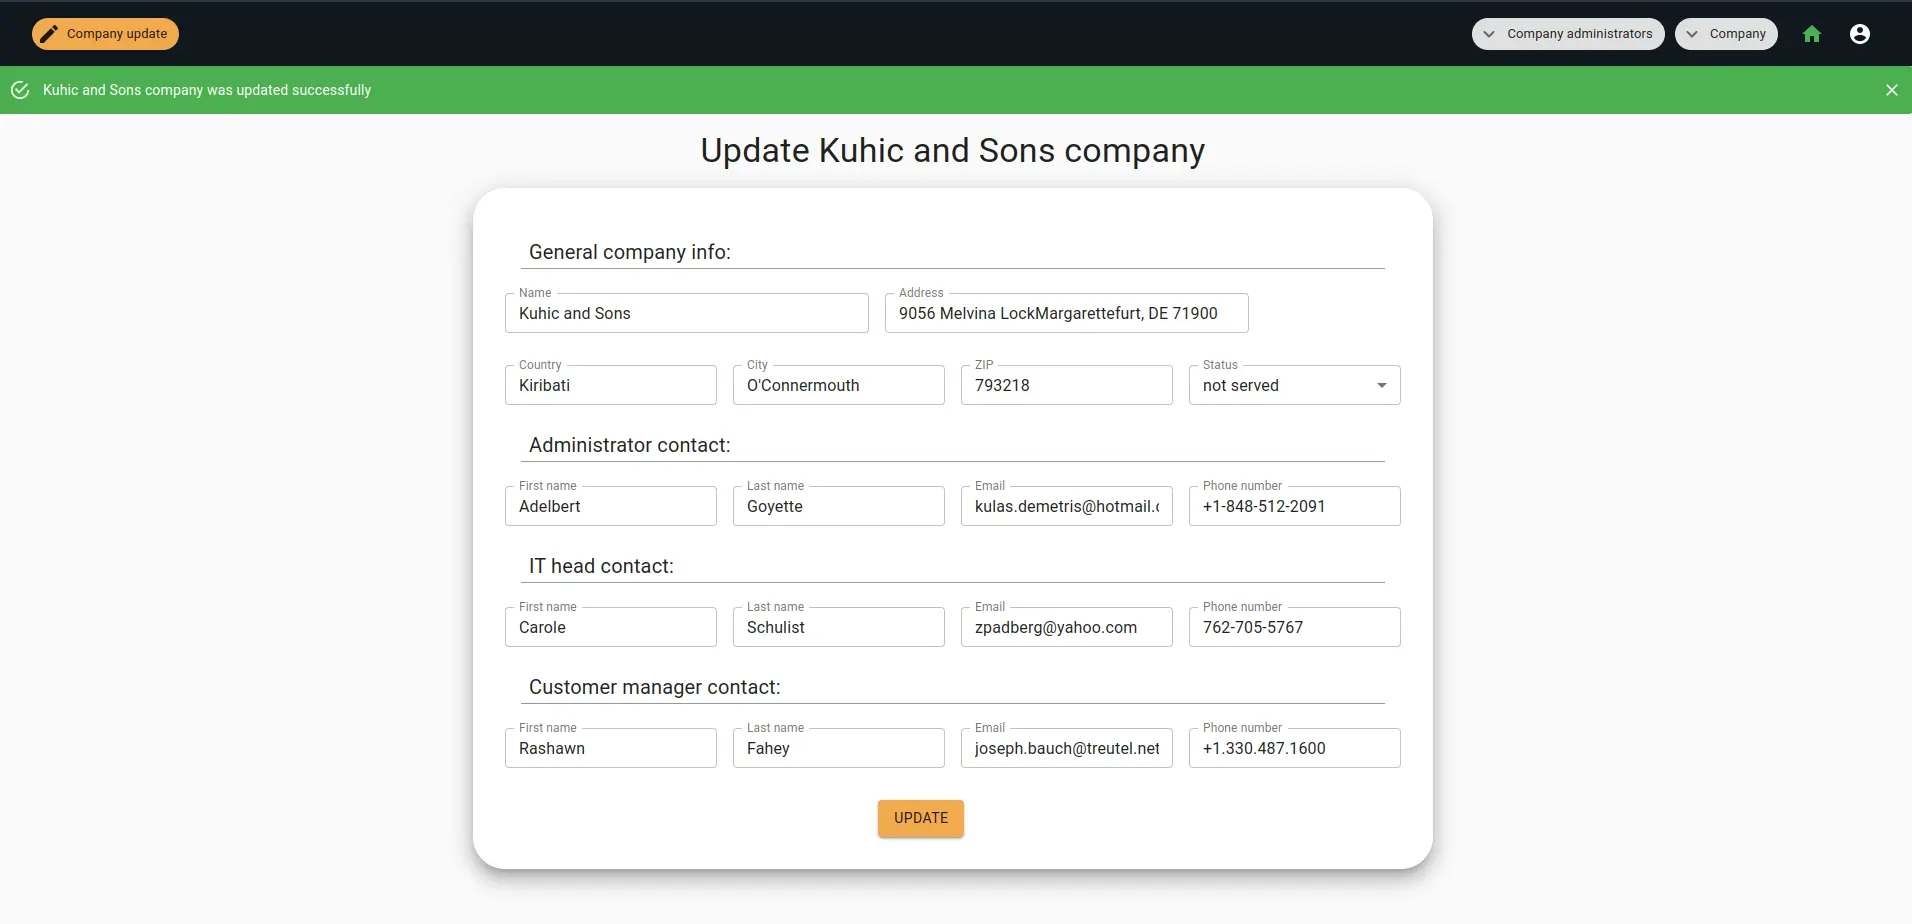 Company update
Company administrators
Company
Kuhic and Sons company was updated successfully
Update Kuhic and Sons company
General company info:
Name
Kuhic and Sons
Address
9056 Melvina LockMargarettefurt, DE 71900
Country
Kiribati
City
O'Connermouth
ZIP
793218
Status
not served
Administrator contact:
First name
Adelbert
Last name
Goyette
Email
kulas.demetris@hotmail.c
Phone number
+1-848-512-2091
IT head contact:
First name
Carole
Last name
Schulist
Email
zpadberg@yahoo.com
Phone number
762-705-5767
Customer manager contact:
First name
Rashawn
Last name
Fahey
Email
joseph.bauch@treutel.net
Phone number
+1.330.487.1600
UPDATE